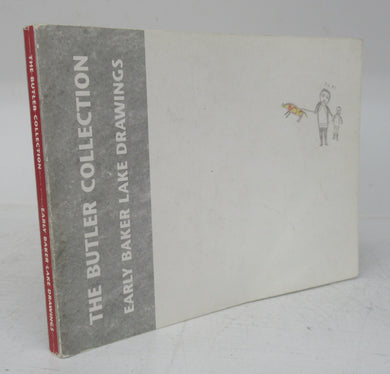 THE BUTLER COLLECTION
EARLY BAKER LAKE DRAWINGS
THE BUTLER COLLECTION
EARLY BAKER LAKE DRAWINGS